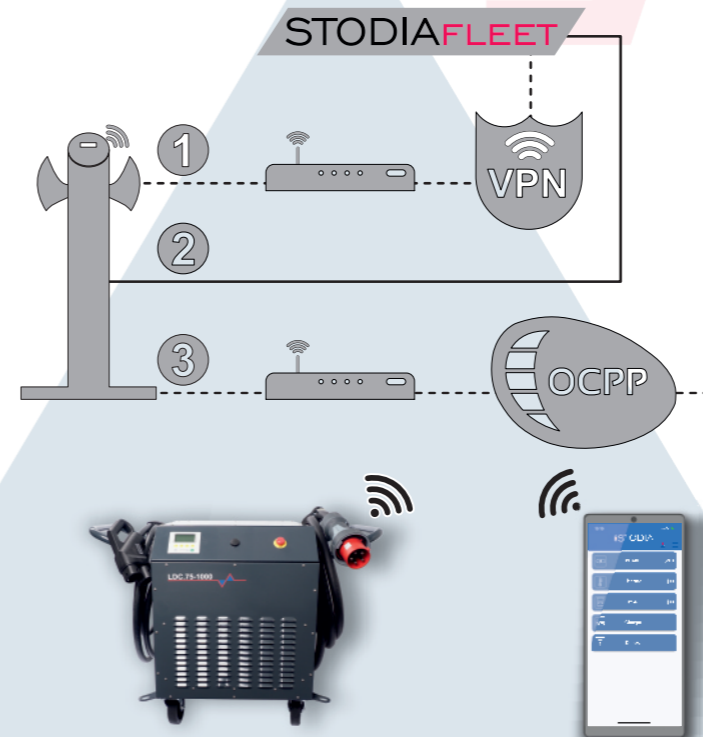 STODIAFLEET
1
VPN
2
3
OCPP
LDC.75-1000
STODIA